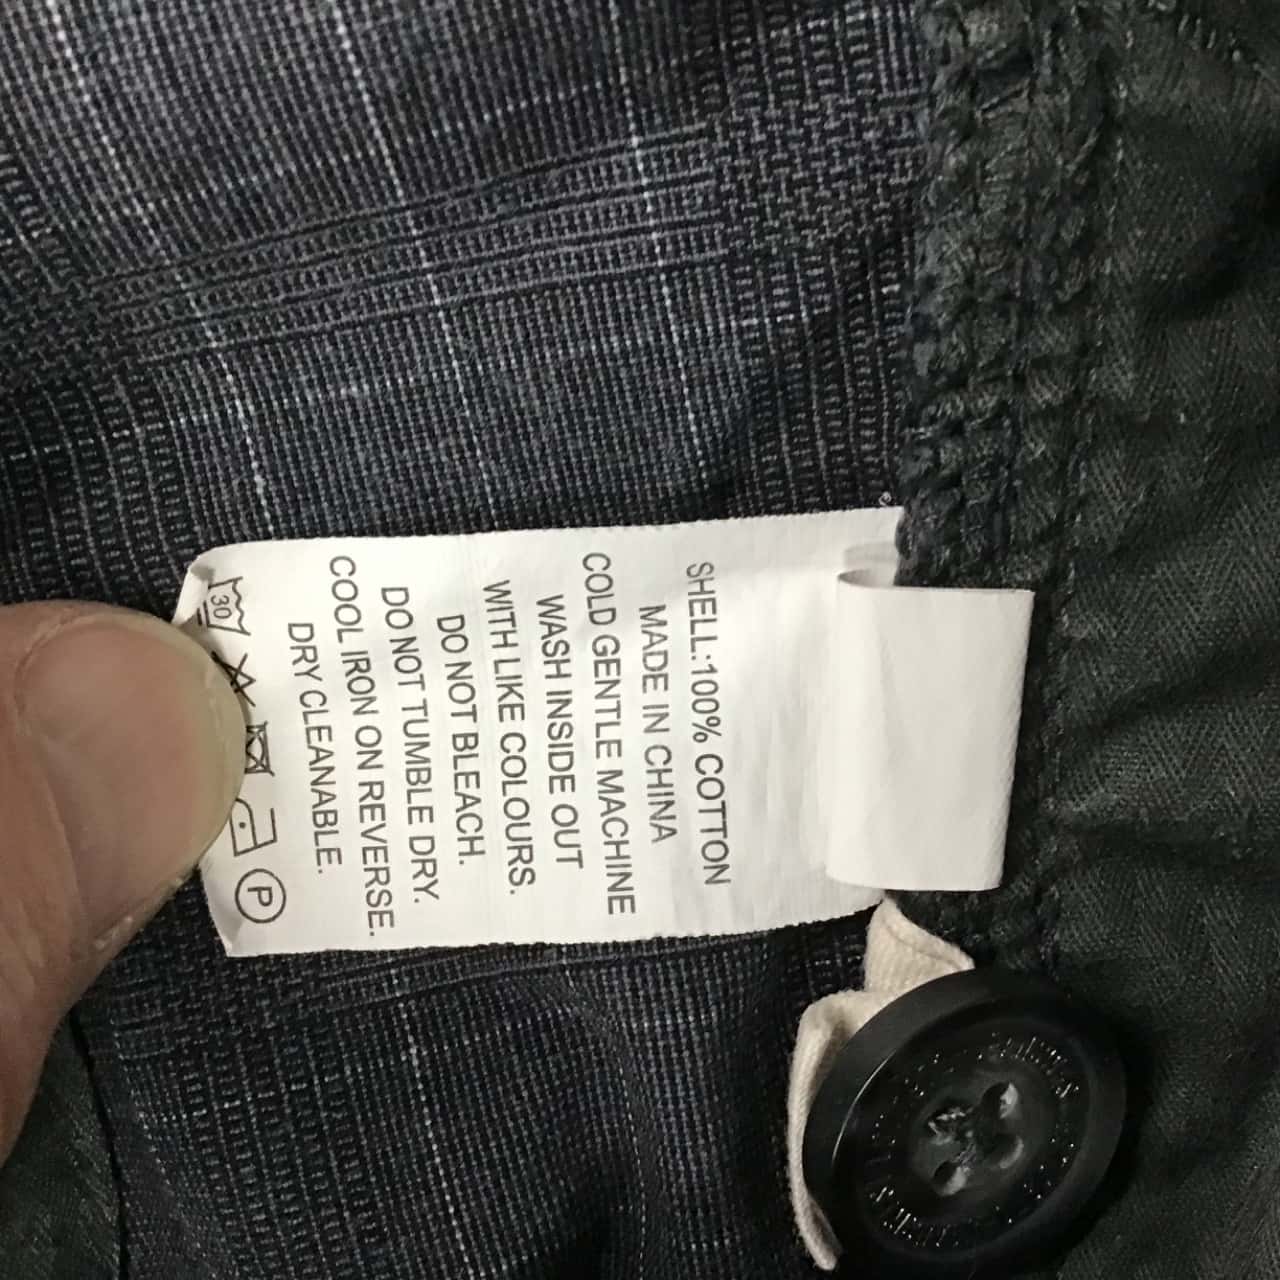 SHELL:100% COTTON
MADE IN CHINA
COLD GENTLE MACHINE
WASH INSIDE OUT
WITH LIKE COLOURS.
DO NOT BLEACH.
DO NOT TUMBLE DRY.
COOL IRON ON REVERSE.
DRY CLEANABLE.
30
P